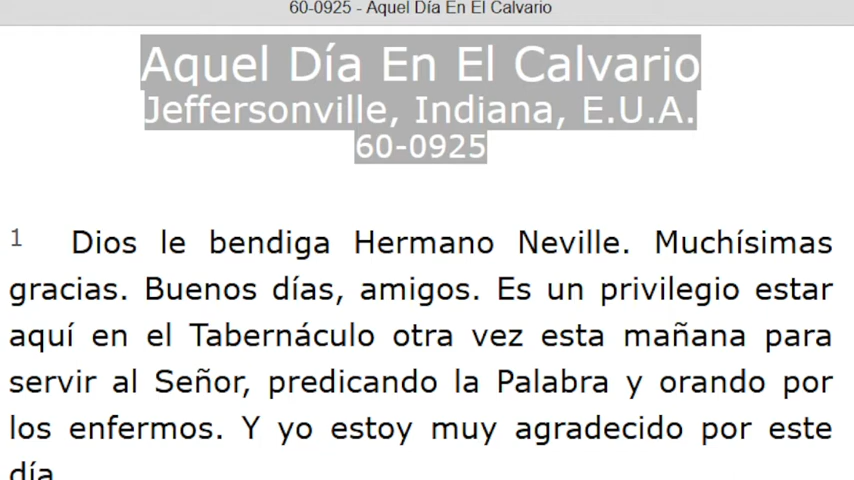 60-0925 - Aquel Día En El Calvario
Aquel Día En El Calvario
Jeffersonville, Indiana, E.U.A.
60-0925
1 Dios le bendiga Hermano Neville. Muchísimas
gracias. Buenos días, amigos. Es un privilegio estar
aquí en el Tabernáculo otra vez esta mañana para
servir al Señor, predicando la Palabra y orando por
los enfermos. Y yo estoy muy agradecido por este
día.